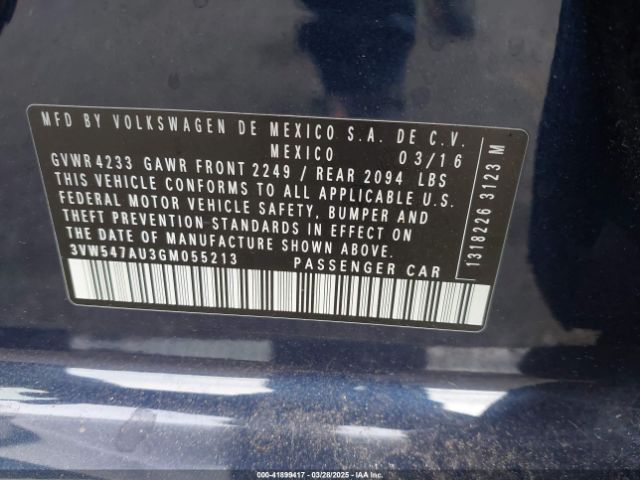 MFD BY VOLKSWAGEN DE MEXICO S.A. DE C.V.
MEXICO 03/16
GVWR 4233 GAWR FRONT 2249 / REAR 2094 LBS
THIS VEHICLE CONFORMS TO ALL APPLICABLE U.S.
FEDERAL MOTOR VEHICLE SAFETY, BUMPER AND
THEFT PREVENTION STANDARDS IN EFFECT ON
THE DATE OF MANUFACTURE SHOWN ABOVE.
3VW547AU3GM055213 PASSENGER CAR
1318226 3123 M
000-41899417 | 03/28/2025 | IAAI.COM